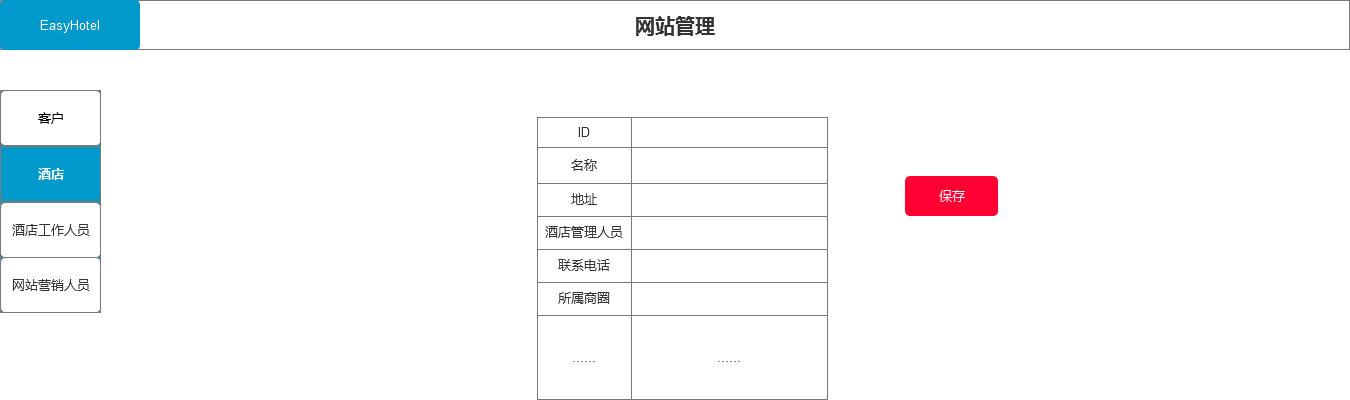 EasyHotel
网站管理
客户
酒店
酒店工作人员
网站营销人员
ID
名称
地址
酒店管理人员
联系电话
所属商圈
…… ……
保存